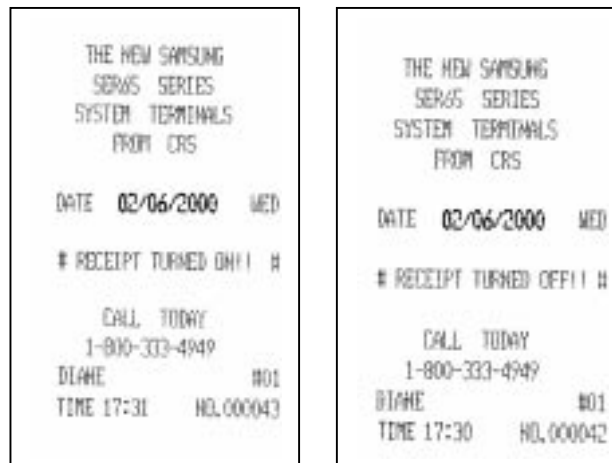 THE NEW SAMSUNG
SER65 SERIES
SYSTEM TERMINALS
FROM CRS
DATE 02/06/2000 WED
# RECEIPT TURNED ON!! #
CALL TODAY
1-800-333-4949
DIANE #01
TIME 17:31 NO.000043
THE NEW SAMSUNG
SER65 SERIES
SYSTEM TERMINALS
FROM CRS
DATE 02/06/2000 WED
# RECEIPT TURNED OFF!! #
CALL TODAY
1-800-333-4949
DIANE #01
TIME 17:30 NO.000042